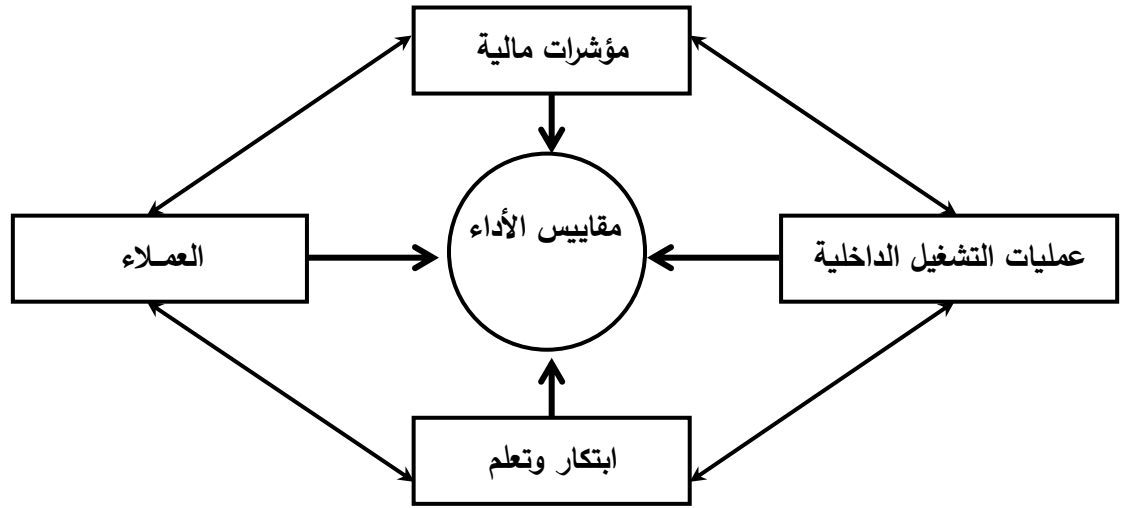 مؤشرات مالية
مقاييس الأداء
عمليات التشغيل الداخلية
العمـلاء
ابتكار وتعلم